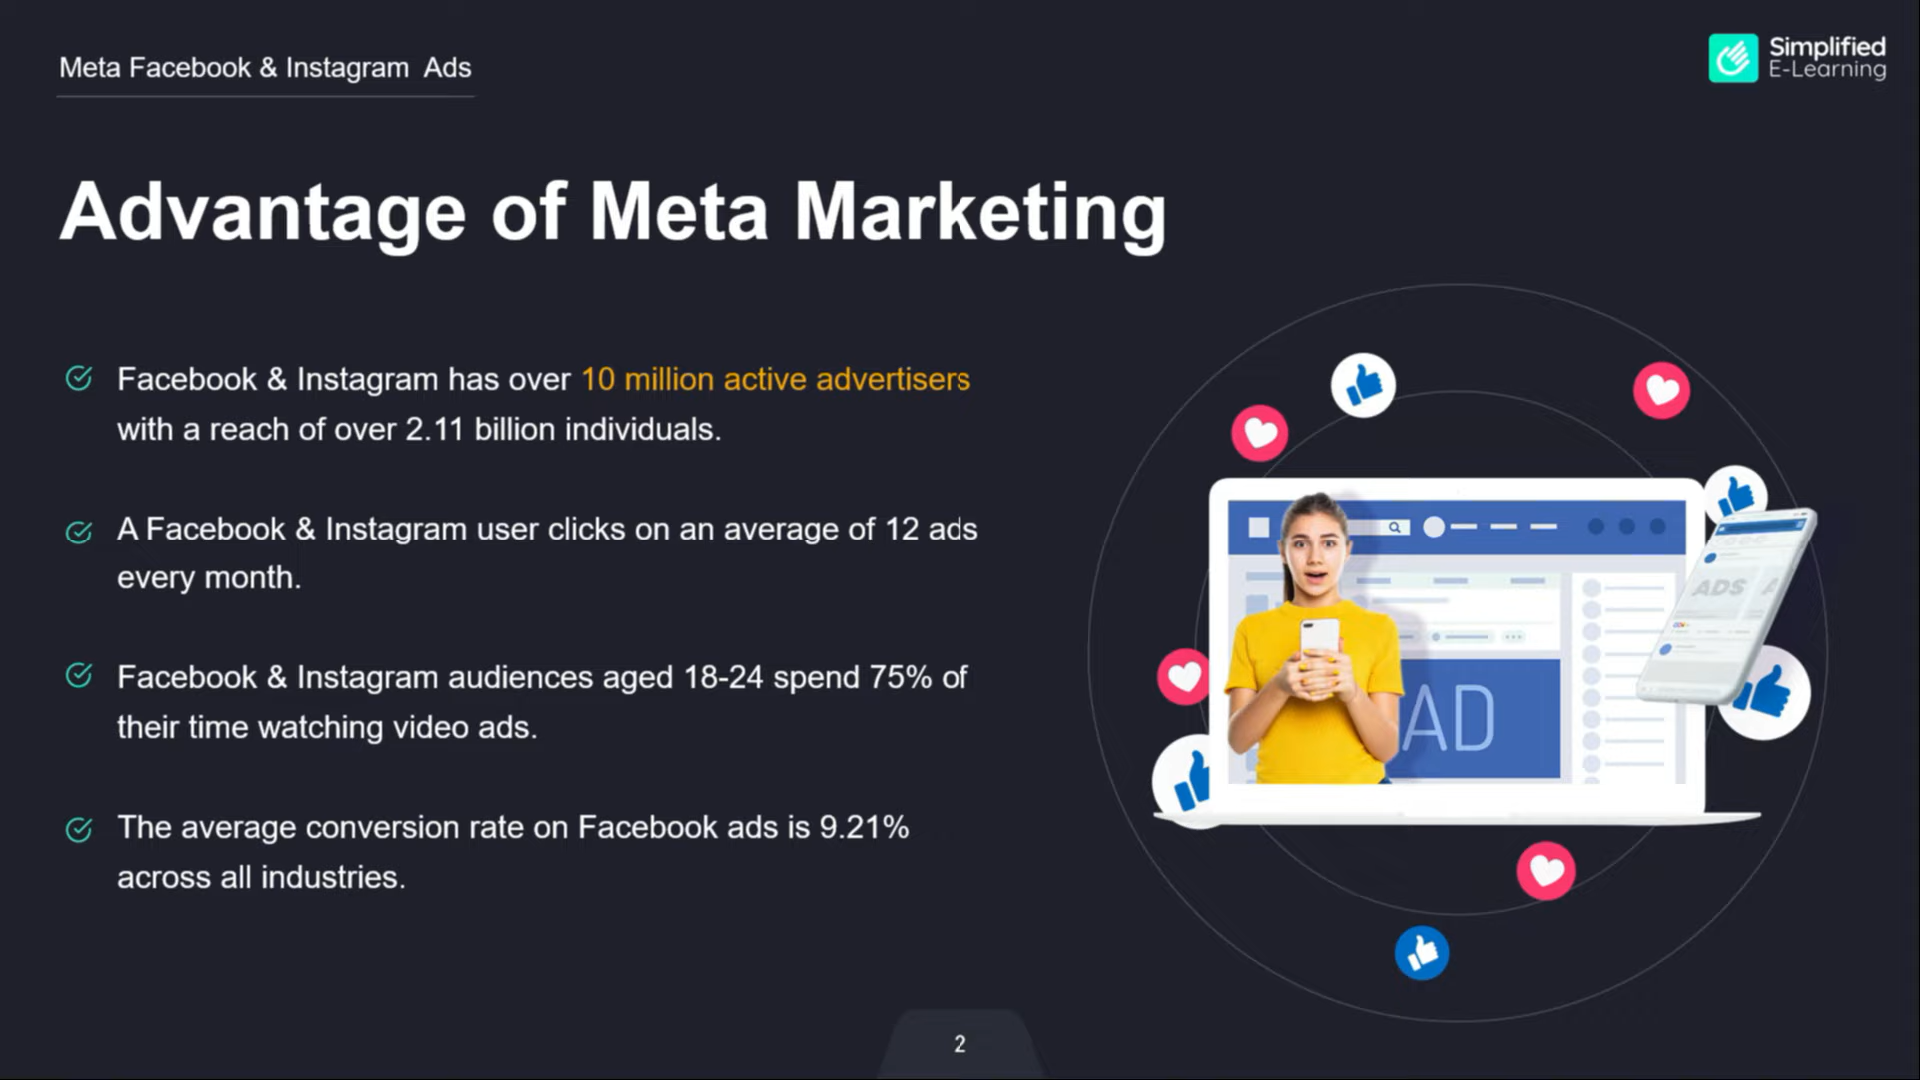 Meta Facebook & Instagram Ads
Simplified
E-Learning
Advantage of Meta Marketing
Facebook & Instagram has over 10 million active advertisers
with a reach of over 2.11 billion individuals.
A Facebook & Instagram user clicks on an average of 12 ads
every month.
Facebook & Instagram audiences aged 18-24 spend 75% of
their time watching video ads.
The average conversion rate on Facebook ads is 9.21%
across all industries.
ADS
AD
2